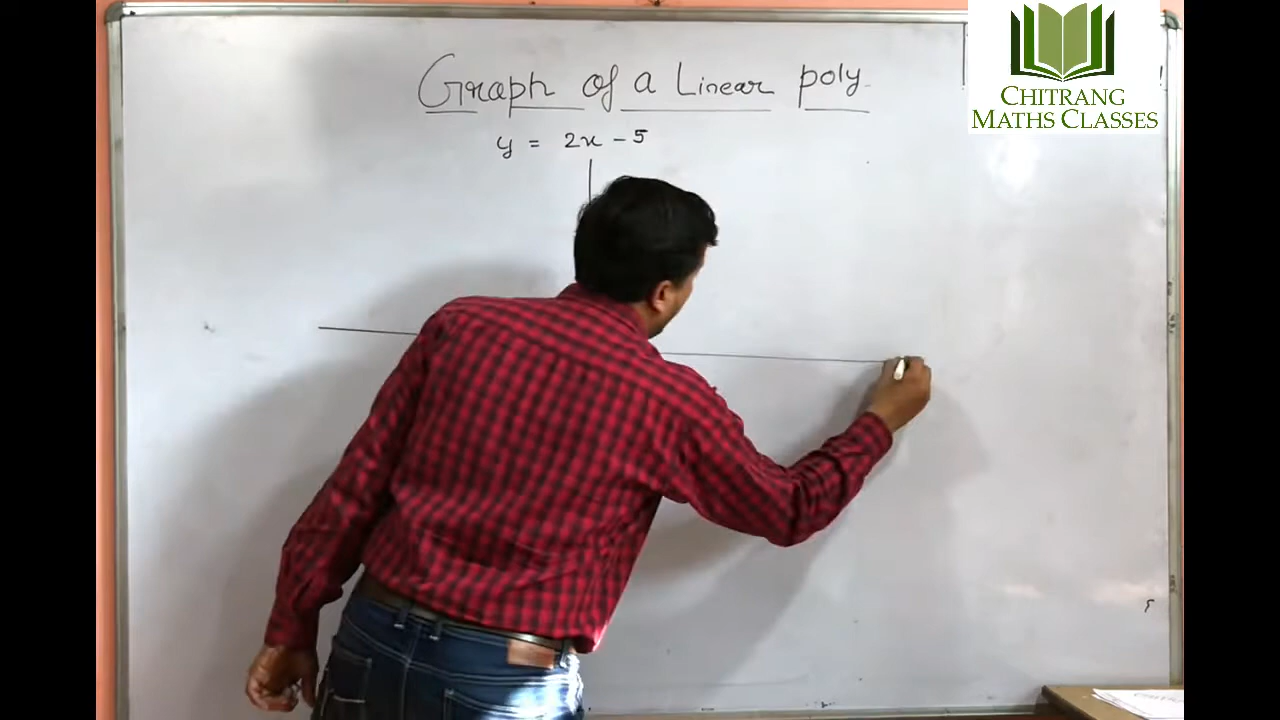 Graph of a Linear poly.
y = 2x - 5
CHITRANG
MATHS CLASSES